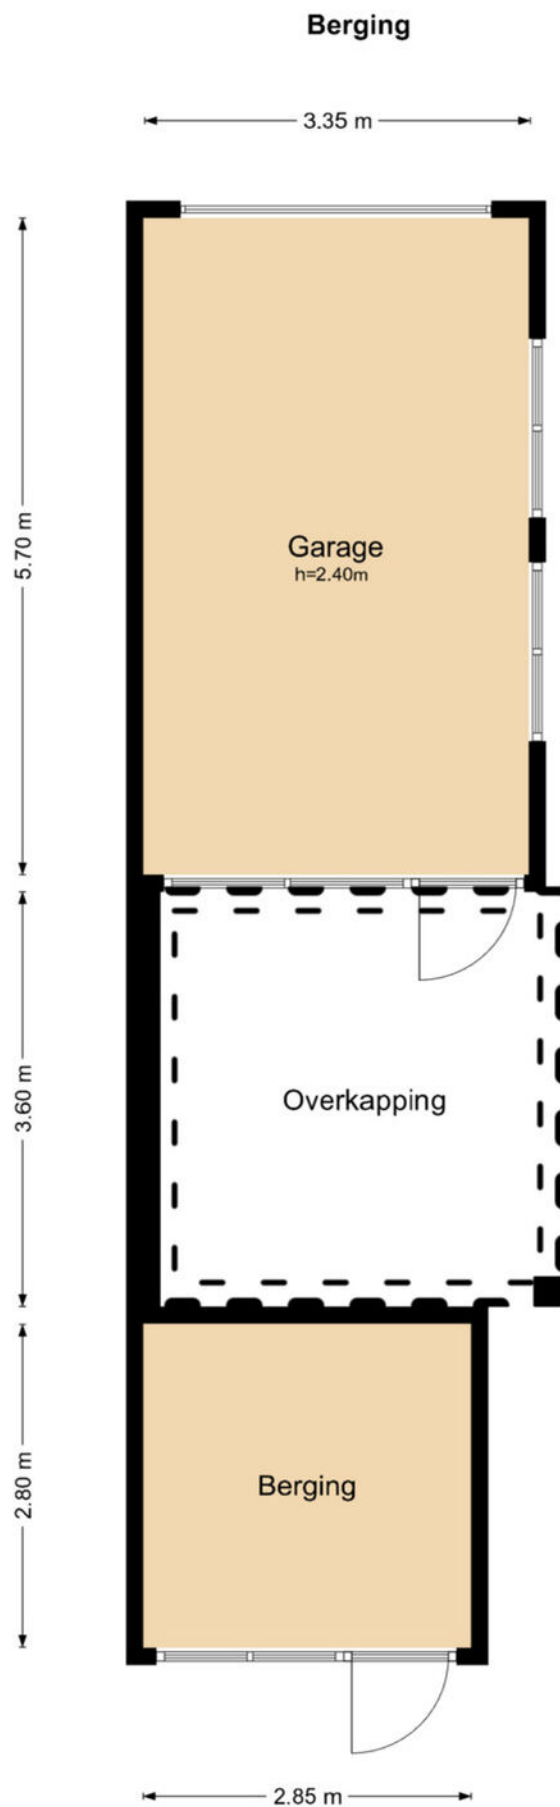 Berging
3.35 m
5.70 m
Garage
h=2.40m
3.60 m
Overkapping
2.80 m
Berging
2.85 m